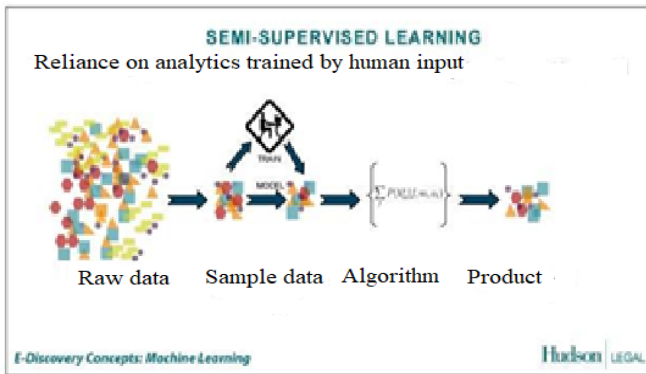 SEMI-SUPERVISED LEARNING
Reliance on analytics trained by human input
TRAIN
MODEL
Raw data
Sample data
Algorithm
Product
E-Discovery Concepts: Machine Learning
Hudson LEGAL